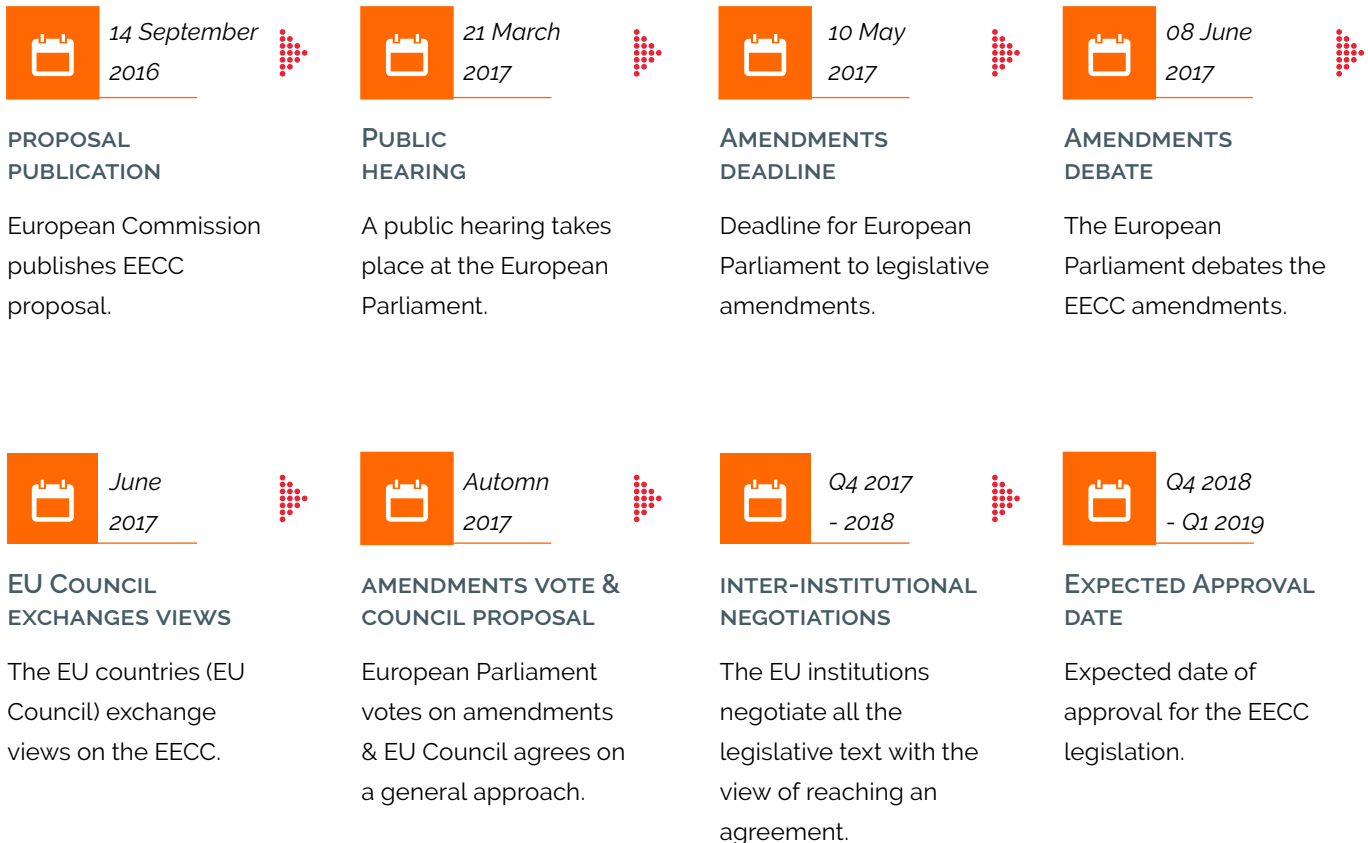 14 September
2016
PROPOSAL
PUBLICATION
European Commission
publishes EECC
proposal.
21 March
2017
PUBLIC
HEARING
A public hearing takes
place at the European
Parliament.
10 May
2017
AMENDMENTS
DEADLINE
Deadline for European
Parliament to legislative
amendments.
08 June
2017
AMENDMENTS
DEBATE
The European
Parliament debates the
EECC amendments.
June
2017
EU COUNCIL
EXCHANGES VIEWS
The EU countries (EU
Council) exchange
views on the EECC.
Automn
2017
AMENDMENTS VOTE &
COUNCIL PROPOSAL
European Parliament
votes on amendments
& EU Council agrees on
a general approach.
Q4 2017
- 2018
INTER-INSTITUTIONAL
NEGOTIATIONS
The EU institutions
negotiate all the
legislative text with the
view of reaching an
agreement.
Q4 2018
- Q1 2019
EXPECTED APPROVAL
DATE
Expected date of
approval for the EECC
legislation.